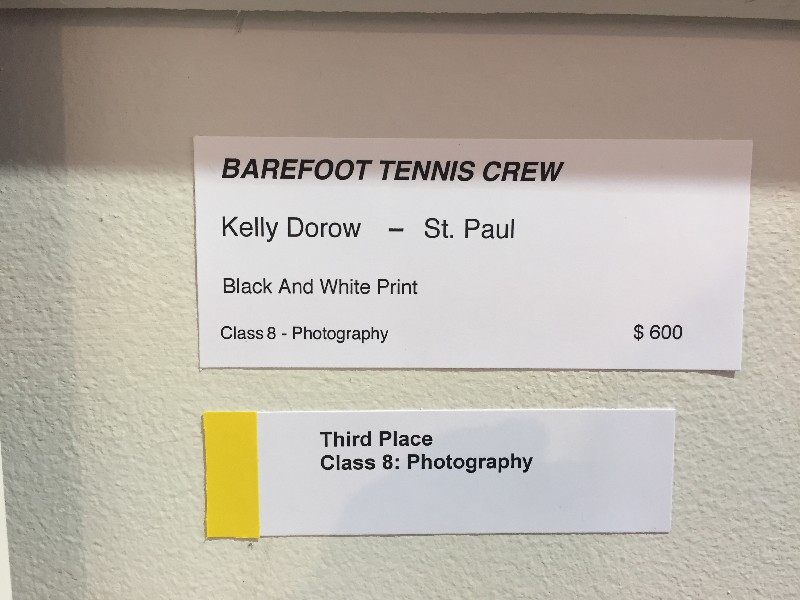 BAREFOOT TENNIS CREW
Kelly Dorow – St. Paul
Black And White Print
Class 8 - Photography $ 600
Third Place
Class 8: Photography